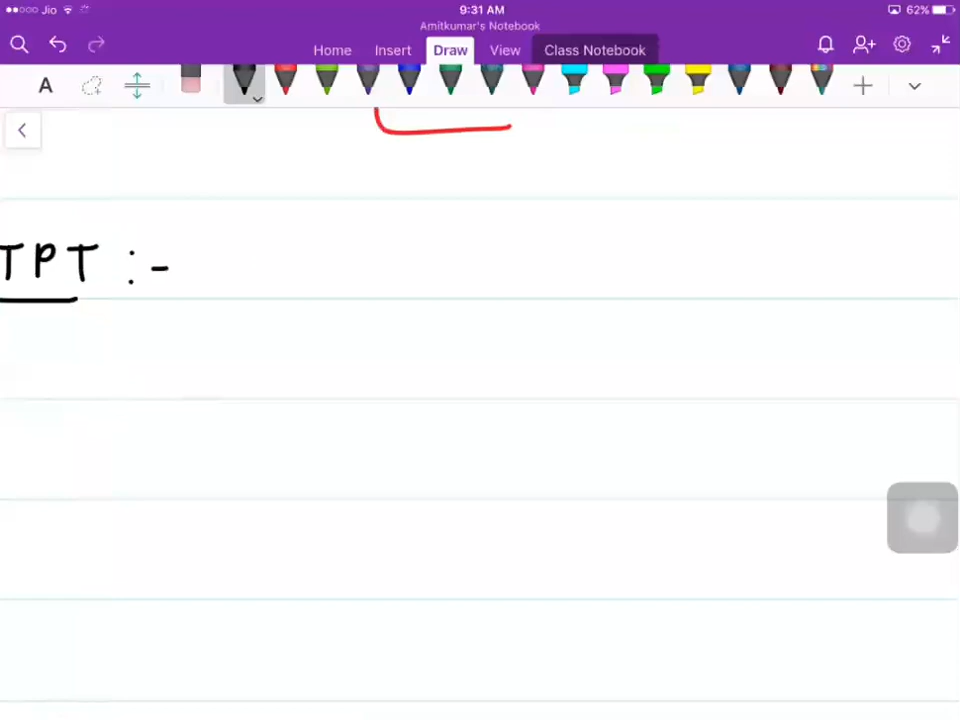 Jio 9:31 AM 62%
Amitkumar's Notebook
Home Insert Draw View Class Notebook
A
TPT :-